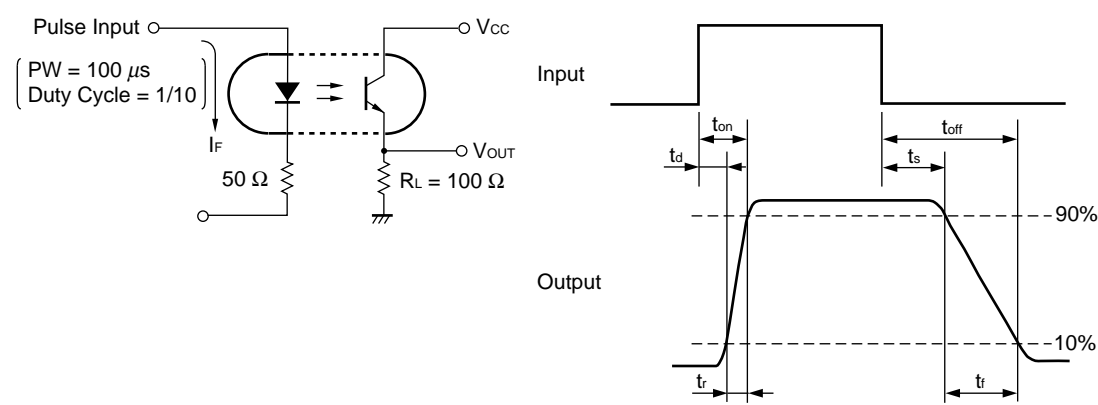 Pulse Input
PW = 100 μs
Duty Cycle = 1/10
IF
50 Ω
VCC
VOUT
RL = 100 Ω
Input
ton
toff
td
ts
90%
Output
10%
tr
tf